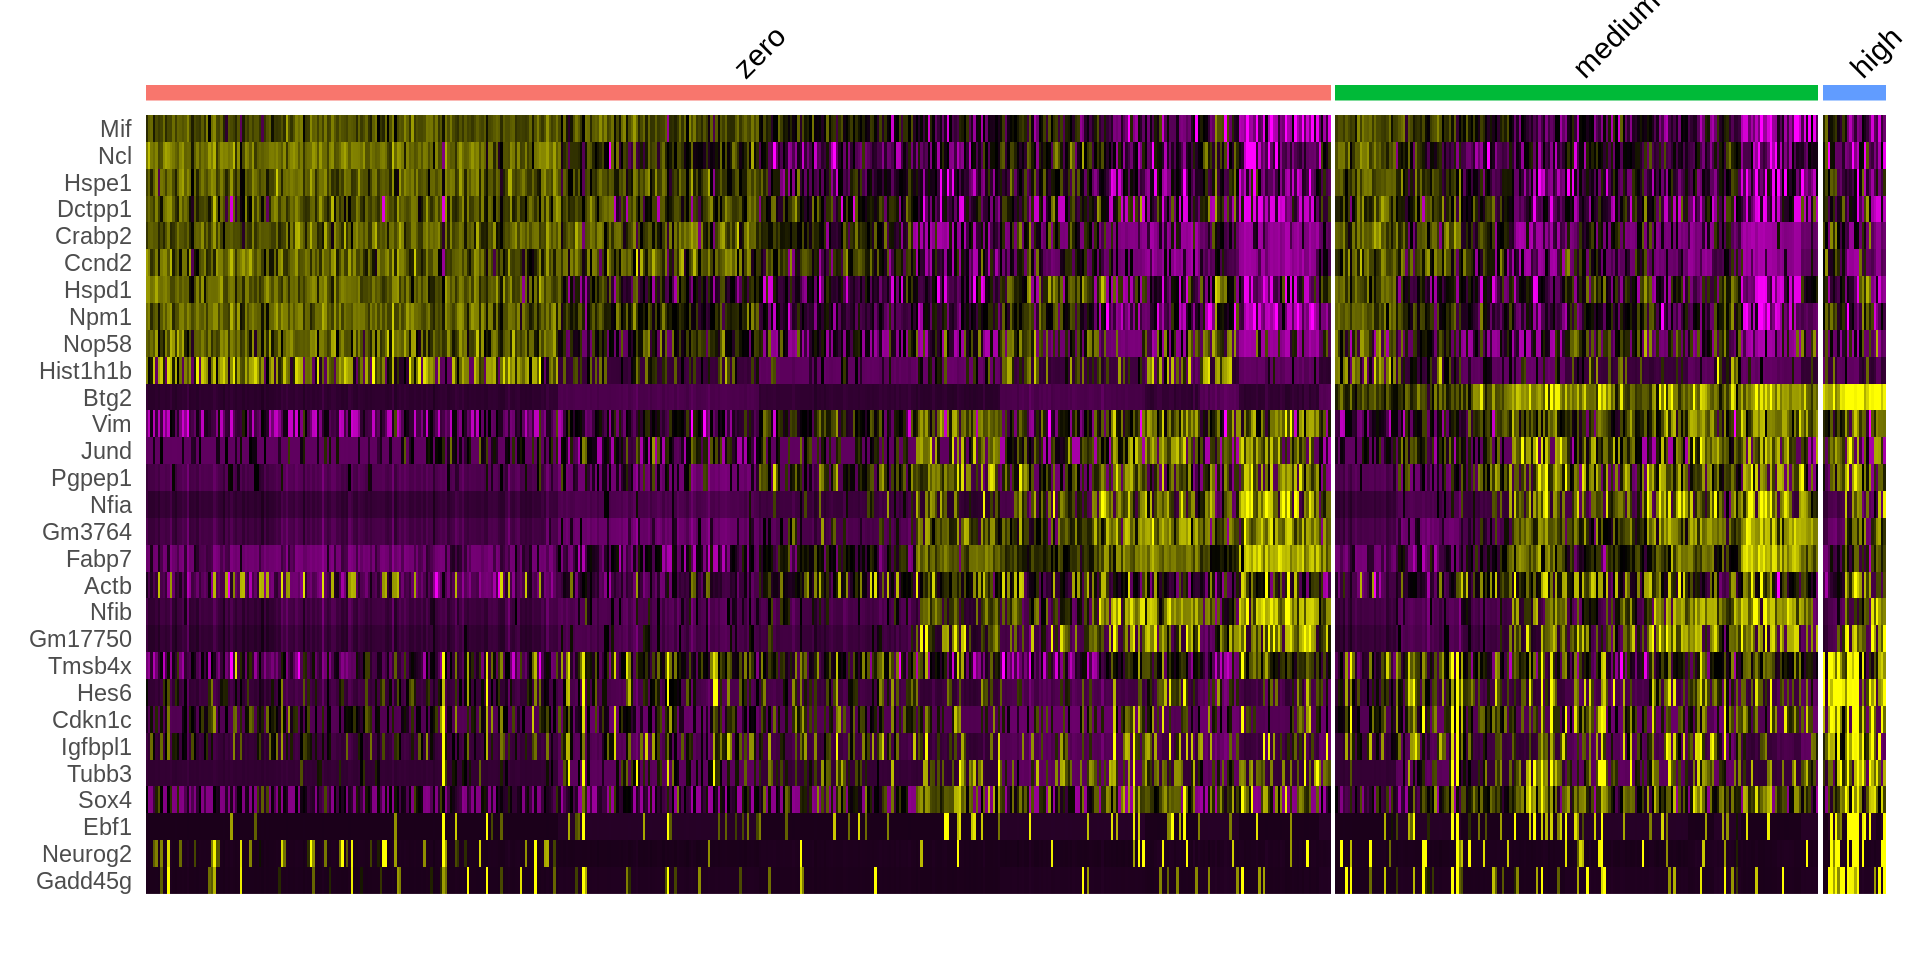 zero
medium
high
Mif
Ncl
Hspe1
Dctpp1
Crabp2
Ccnd2
Hspd1
Npm1
Nop58
Hist1h1b
Btg2
Vim
Jund
Pgpep1
Nfia
Gm3764
Fabp7
Actb
Nfib
Gm17750
Tmsb4x
Hes6
Cdkn1c
Igfbpl1
Tubb3
Sox4
Ebf1
Neurog2
Gadd45g